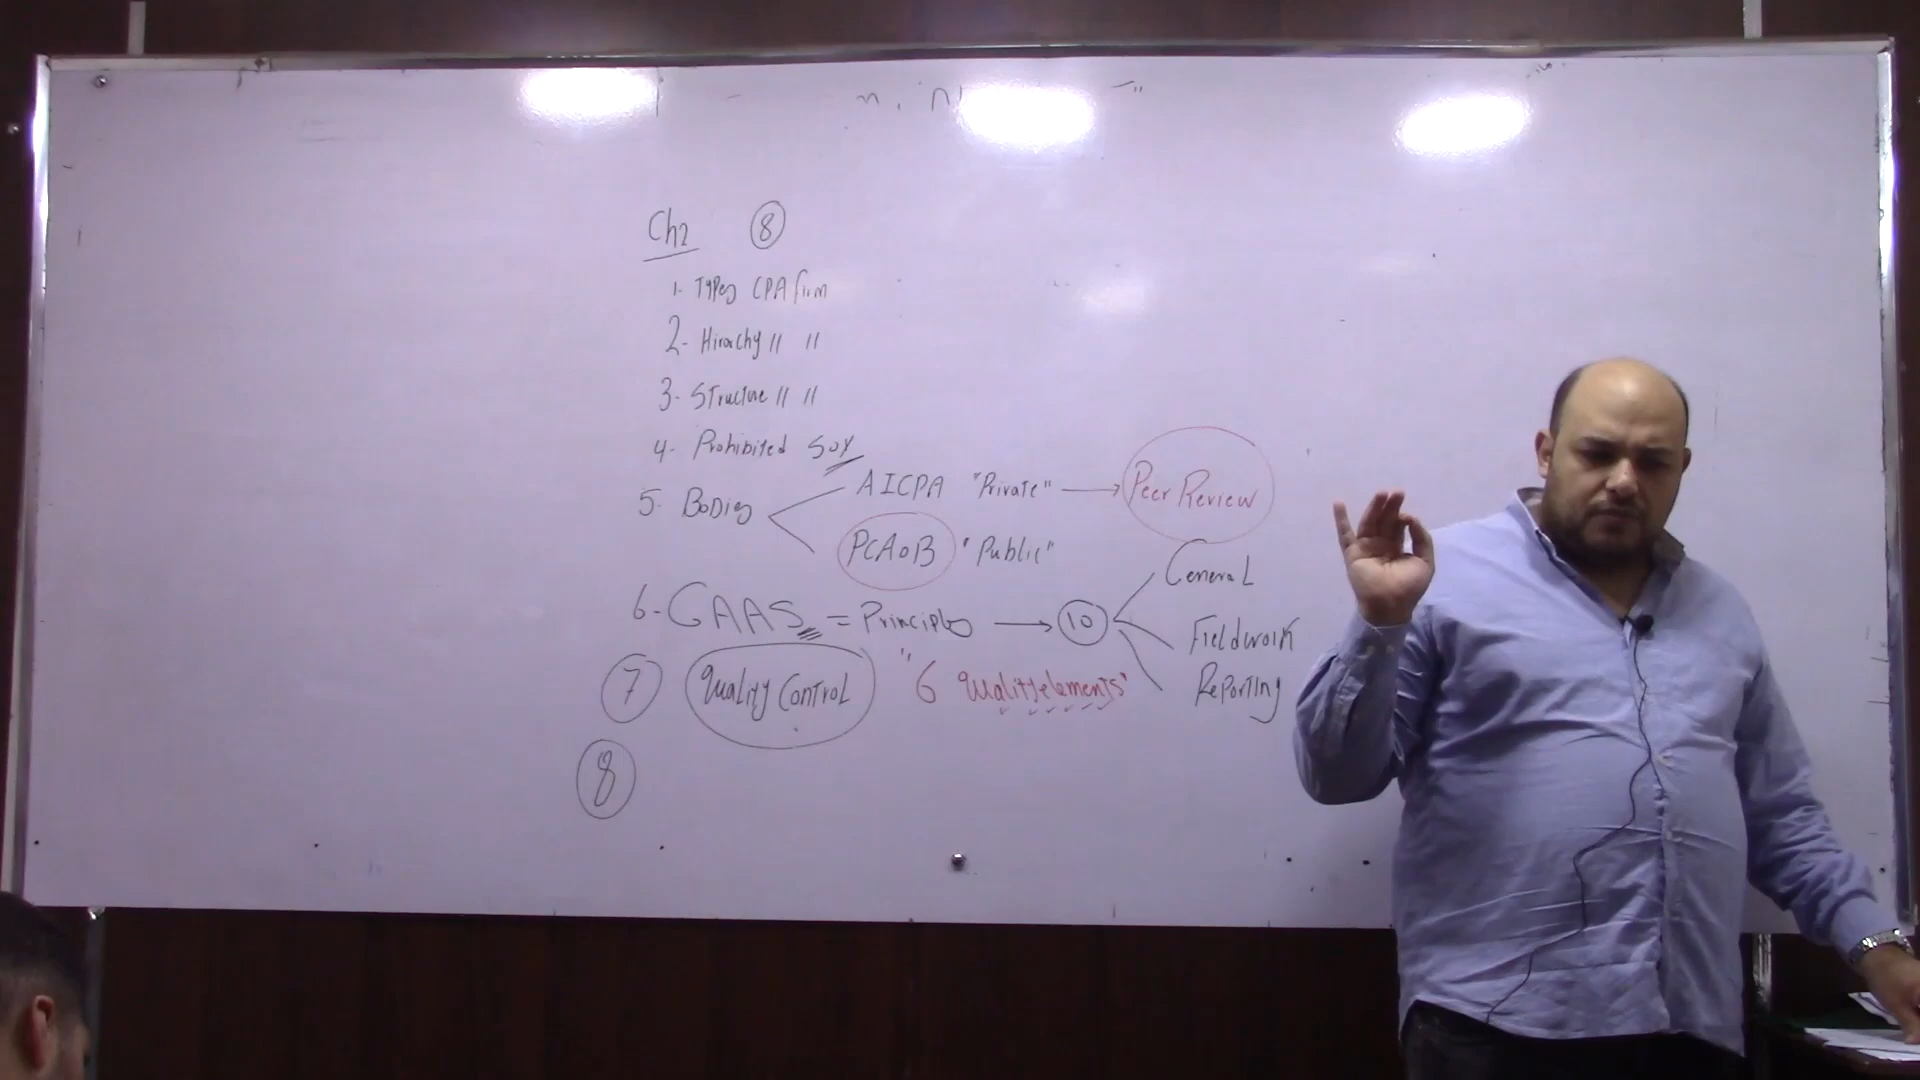 Ch2 8
1- Types CPA firm
2- Hirachy " "
3- Structure " "
4- Prohibited SOX
5- Bodies AICPA "Private" → Peer Review
PCAOB "Public"
6- GAAS = Principles → 10 General
Fieldwork
Reporting
7 Quality Control "6 Quality elements"
8